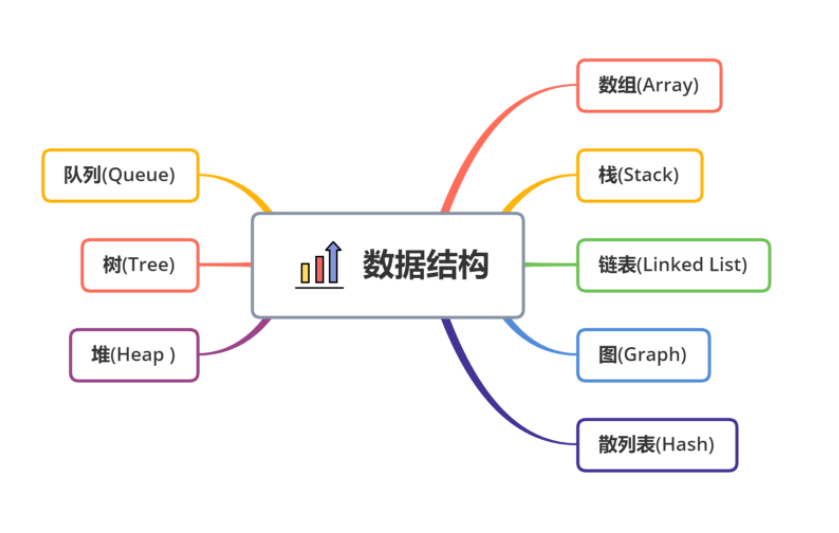 数组(Array)
队列(Queue)
栈(Stack)
树(Tree)
数据结构
链表(Linked List)
堆(Heap )
图(Graph)
散列表(Hash)